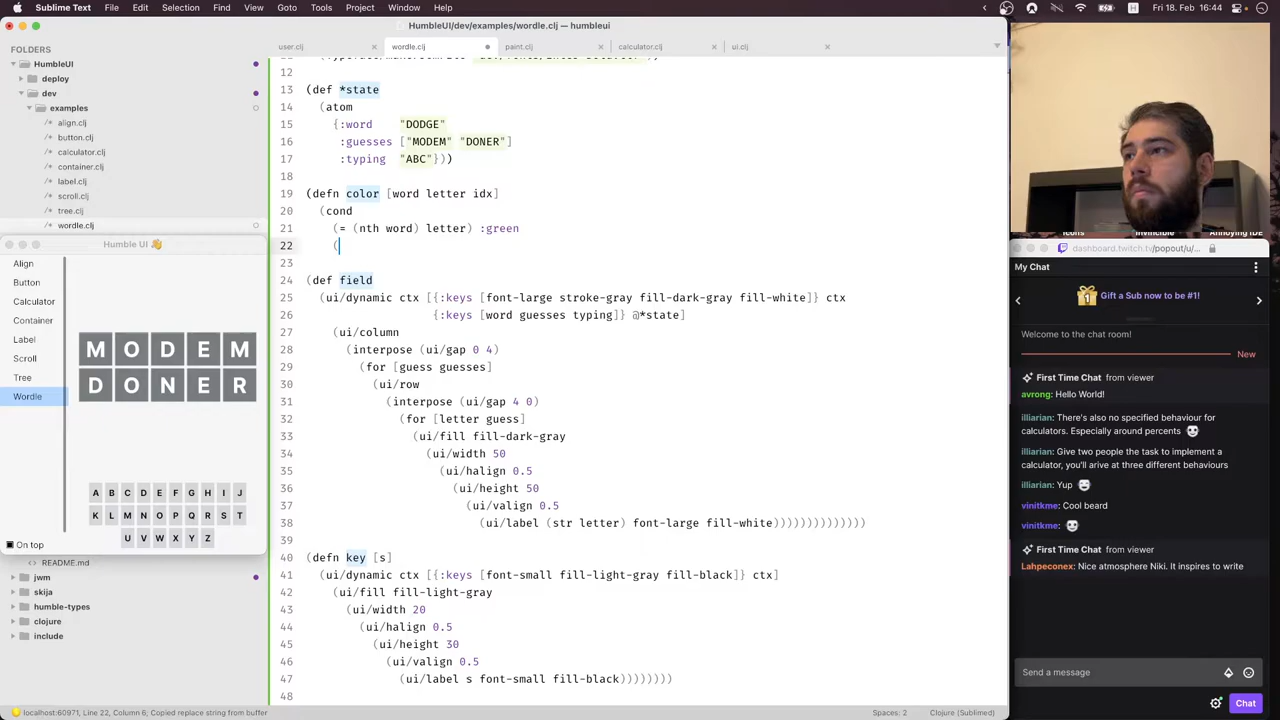 Sublime Text File Edit Selection Find View Goto Tools Project Window Help
Fri 18. Feb 16:44
HumbleUI/dev/examples/wordle.clj — humbleui
FOLDERS
HumbleUI
deploy
dev
examples
align.clj
button.clj
calculator.clj
container.clj
label.clj
scroll.clj
tree.clj
wordle.clj
user.clj
wordle.clj
paint.clj
calculator.clj
ui.clj
12
13 (def *state
14 (atom
15 {:word "DODGE"
16 :guesses ["MODEM" "DONER"]
17 :typing "ABC"}))
18
19 (defn color [word letter idx]
20 (cond
21 (= (nth word) letter) :green
22 (
23
24 (def field
25 (ui/dynamic ctx [{:keys [font-large stroke-gray fill-dark-gray fill-white]} ctx
26 {:keys [word guesses typing]} @*state]
27 (ui/column
28 (interpose (ui/gap 0 4)
29 (for [guess guesses]
30 (ui/row
31 (interpose (ui/gap 4 0)
32 (for [letter guess]
33 (ui/fill fill-dark-gray
34 (ui/width 50
35 (ui/halign 0.5
36 (ui/height 50
37 (ui/valign 0.5
38 (ui/label (str letter) font-large fill-white))))))))))))))
39
40 (defn key [s]
41 (ui/dynamic ctx [{:keys [font-small fill-light-gray fill-black]} ctx]
42 (ui/fill fill-light-gray
43 (ui/width 20
44 (ui/halign 0.5
45 (ui/height 30
46 (ui/valign 0.5
47 (ui/label s font-small fill-black))))))))
48
Humble UI 👋
Align
Button
Calculator
Container
Label
Scroll
Tree
Wordle
On top
M O D E M
D O N E R
A B C D E F G H I J
K L M N O P Q R S T
U V W X Y Z
README.md
jwm
skija
humble-types
clojure
include
localhost:60971, Line 22, Column 6; Copied replace string from buffer
Spaces: 2
Clojure (Sublimed)
Icons Invincible Annoying IDE
dashboard.twitch.tv/popout/u/...
My Chat
Gift a Sub now to be #1!
Welcome to the chat room!
New
First Time Chat from viewer
avrong: Hello World!
illiarian: There's also no specified behaviour for
calculators. Especially around percents
illiarian: Give two people the task to implement a
calculator, you'll arive at three different behaviours
illiarian: Yup
vinitkme: Cool beard
vinitkme:
First Time Chat from viewer
Lahpeconex: Nice atmosphere Niki. It inspires to write
Send a message
Chat